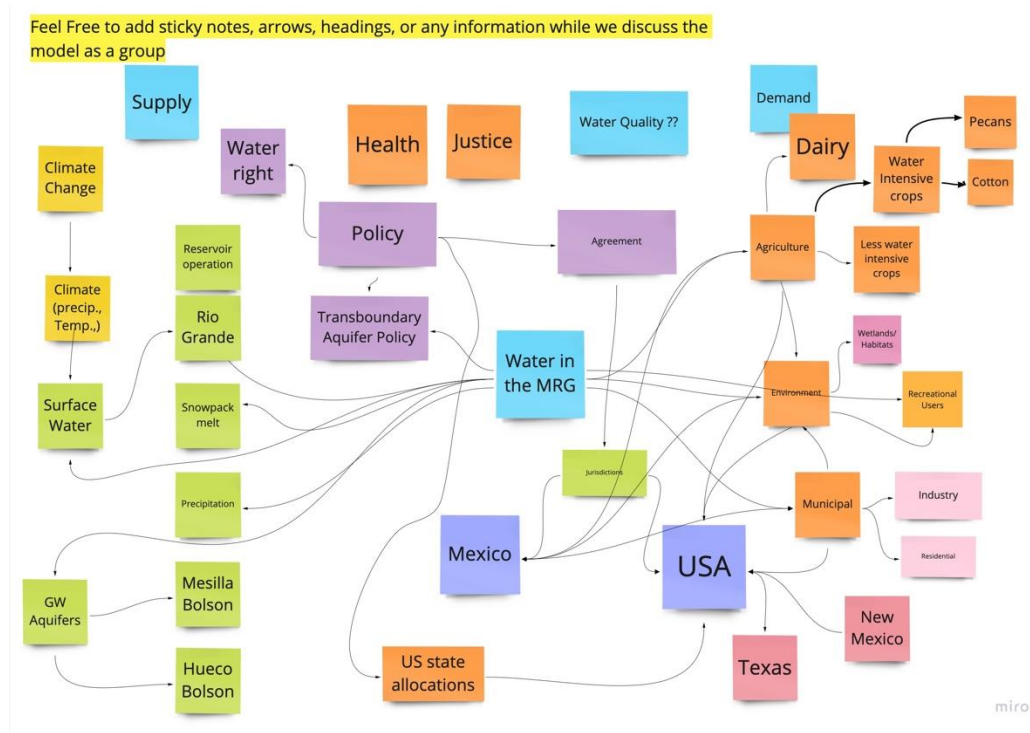 Feel Free to add sticky notes, arrows, headings, or any information while we discuss the
model as a group
Supply
Health
Justice
Water Quality ??
Demand
Dairy
Pecans
Water
right
Climate
Change
Water
Intensive
crops
Cotton
Policy
Agreement
Agriculture
Less water
intensive
crops
Reservoir
operation
Climate
(precip.,
Temp.,)
Rio
Grande
Transboundary
Aquifer Policy
Water in
the MRG
Wetlands/
Habitats
Environment
Recreational
Users
Surface
Water
Snowpack
melt
Jurisdictions
Precipitation
Municipal
Industry
Residential
Mexico
USA
GW
Aquifers
Mesilla
Bolson
Hueco
Bolson
US state
allocations
Texas
New
Mexico
miro